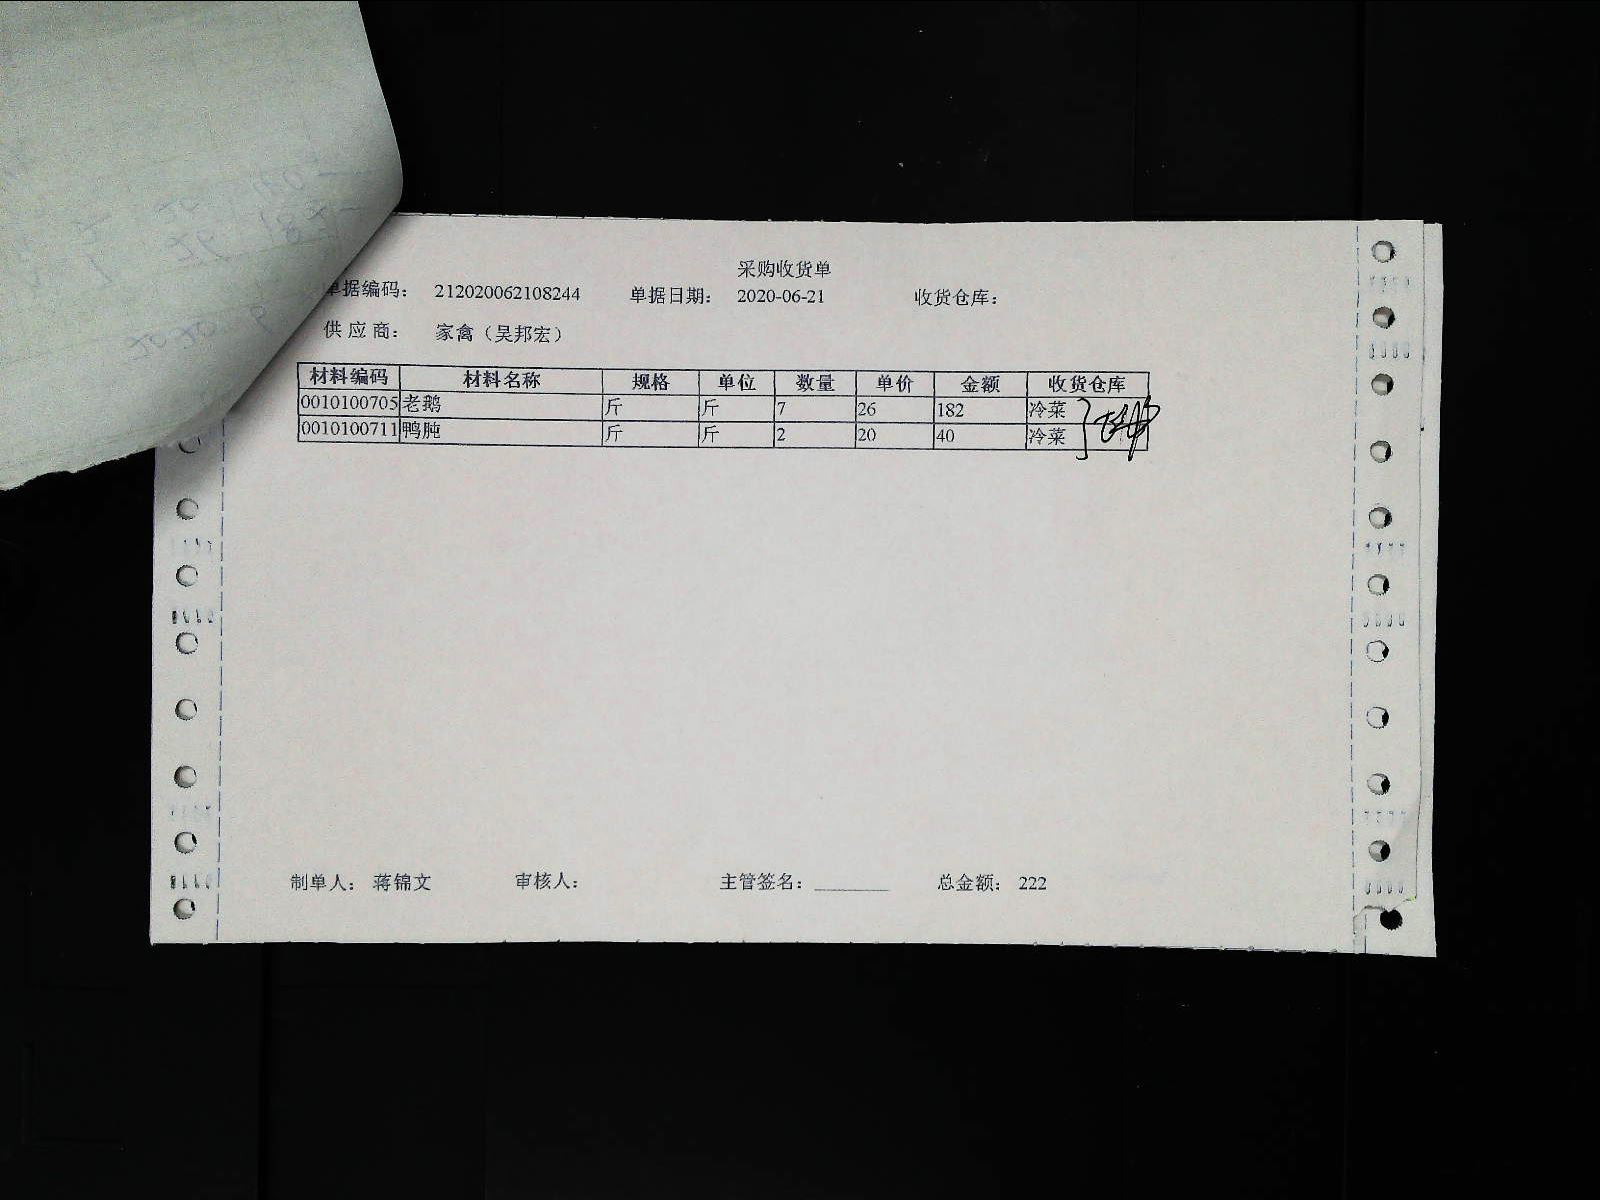 采购收货单
单据编码： 212020062108244 单据日期： 2020-06-21 收货仓库：
供 应 商： 家禽（吴邦宏）
材料编码 材料名称 规格 单位 数量 单价 金额 收货仓库
0010100705 老鹅 斤 斤 7 26 182 冷菜
0010100711 鸭肫 斤 斤 2 20 40 冷菜
制单人： 蒋锦文 审核人： 主管签名：________ 总金额： 222